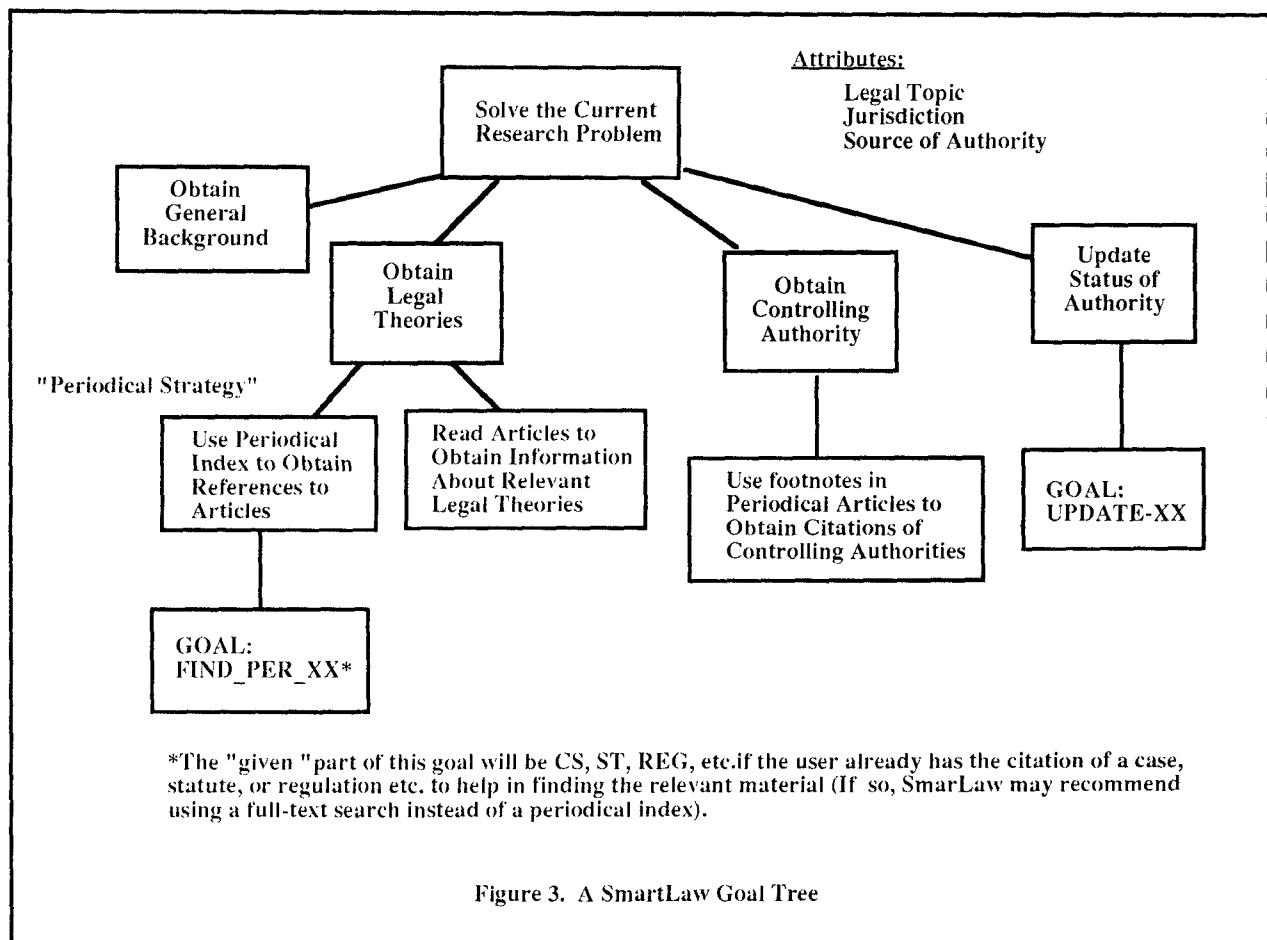 Attributes:
Legal Topic
Jurisdiction
Source of Authority
Solve the Current
Research Problem
Obtain
General
Background
Obtain
Legal
Theories
Obtain
Controlling
Authority
Update
Status of
Authority
"Periodical Strategy"
Use Periodical
Index to Obtain
References to
Articles
Read Articles to
Obtain Information
About Relevant
Legal Theories
Use footnotes in
Periodical Articles to
Obtain Citations of
Controlling Authorities
GOAL:
UPDATE-XX
GOAL:
FIND_PER_XX*
*The "given "part of this goal will be CS, ST, REG, etc.if the user already has the citation of a case,
statute, or regulation etc. to help in finding the relevant material (If so, SmarLaw may recommend
using a full-text search instead of a periodical index).
Figure 3. A SmartLaw Goal Tree